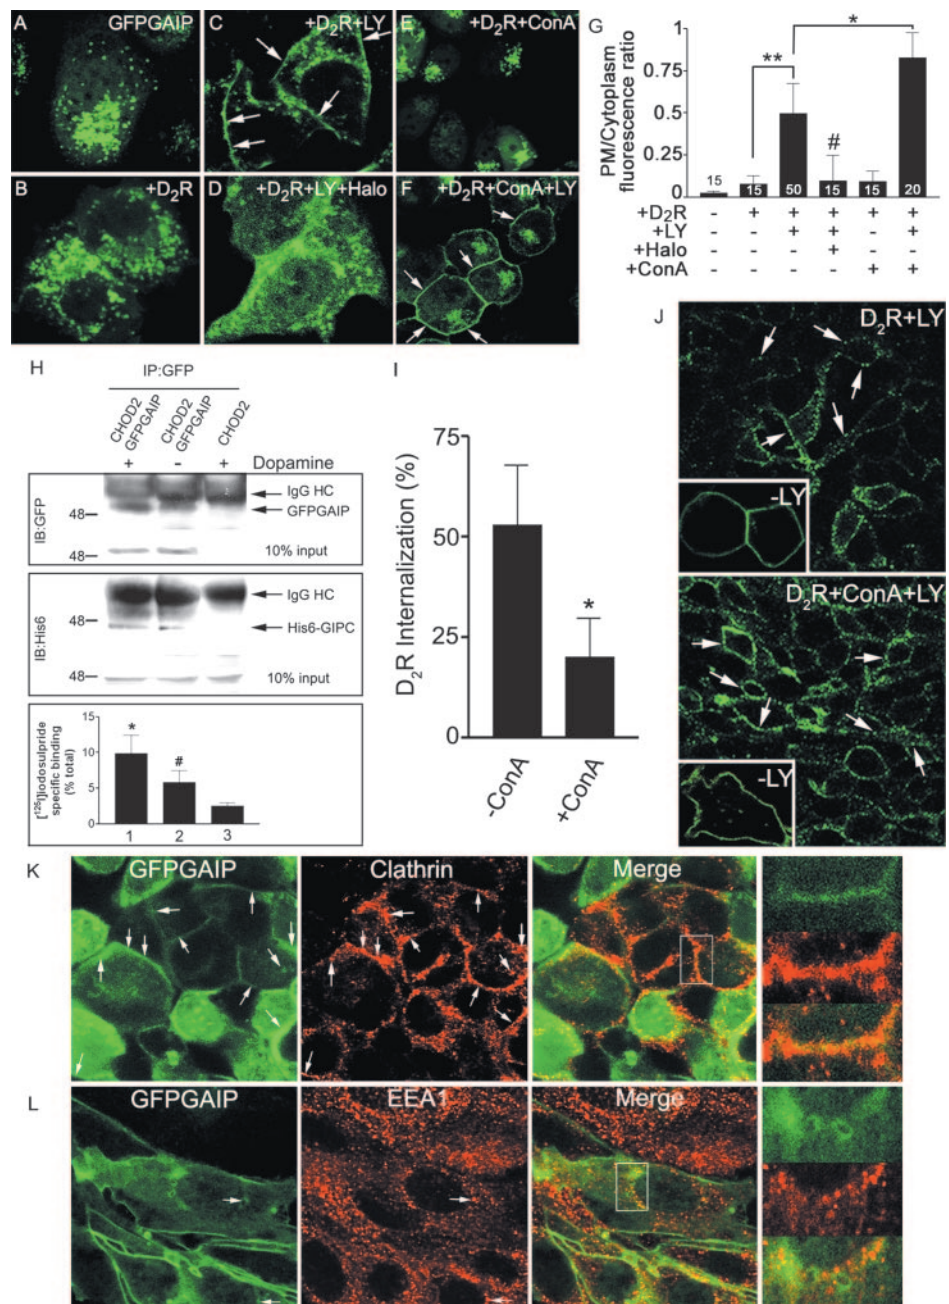 A GFPGAIP
C +D2R+LY
E +D2R+ConA
B +D2R
D +D2R+LY+Halo
F +D2R+ConA+LY
G
PM/Cytoplasm
fluorescence ratio
1
0.75
0.5
0.25
0
**
*
#
15 15 50 15 15 20
+D2R - + + + + +
+LY - - + + - +
+Halo - - - + - -
+ConA - - - - + +
H
IP:GFP
CHOD2 GFPGAIP
CHOD2 GFPGAIP
CHOD2
+ - + Dopamine
IB:GFP
IgG HC
48
GFPGAIP
48
10% input
IB:His6
IgG HC
48
His6-GIPC
48
10% input
[125I]iodosulpride
specific binding
(% total)
15
10
5
0
*
#
1 2 3
I
D2R Internalization (%)
75
50
25
0
*
-ConA
+ConA
J
D2R+LY
-LY
D2R+ConA+LY
-LY
K GFPGAIP Clathrin Merge
L GFPGAIP EEA1 Merge